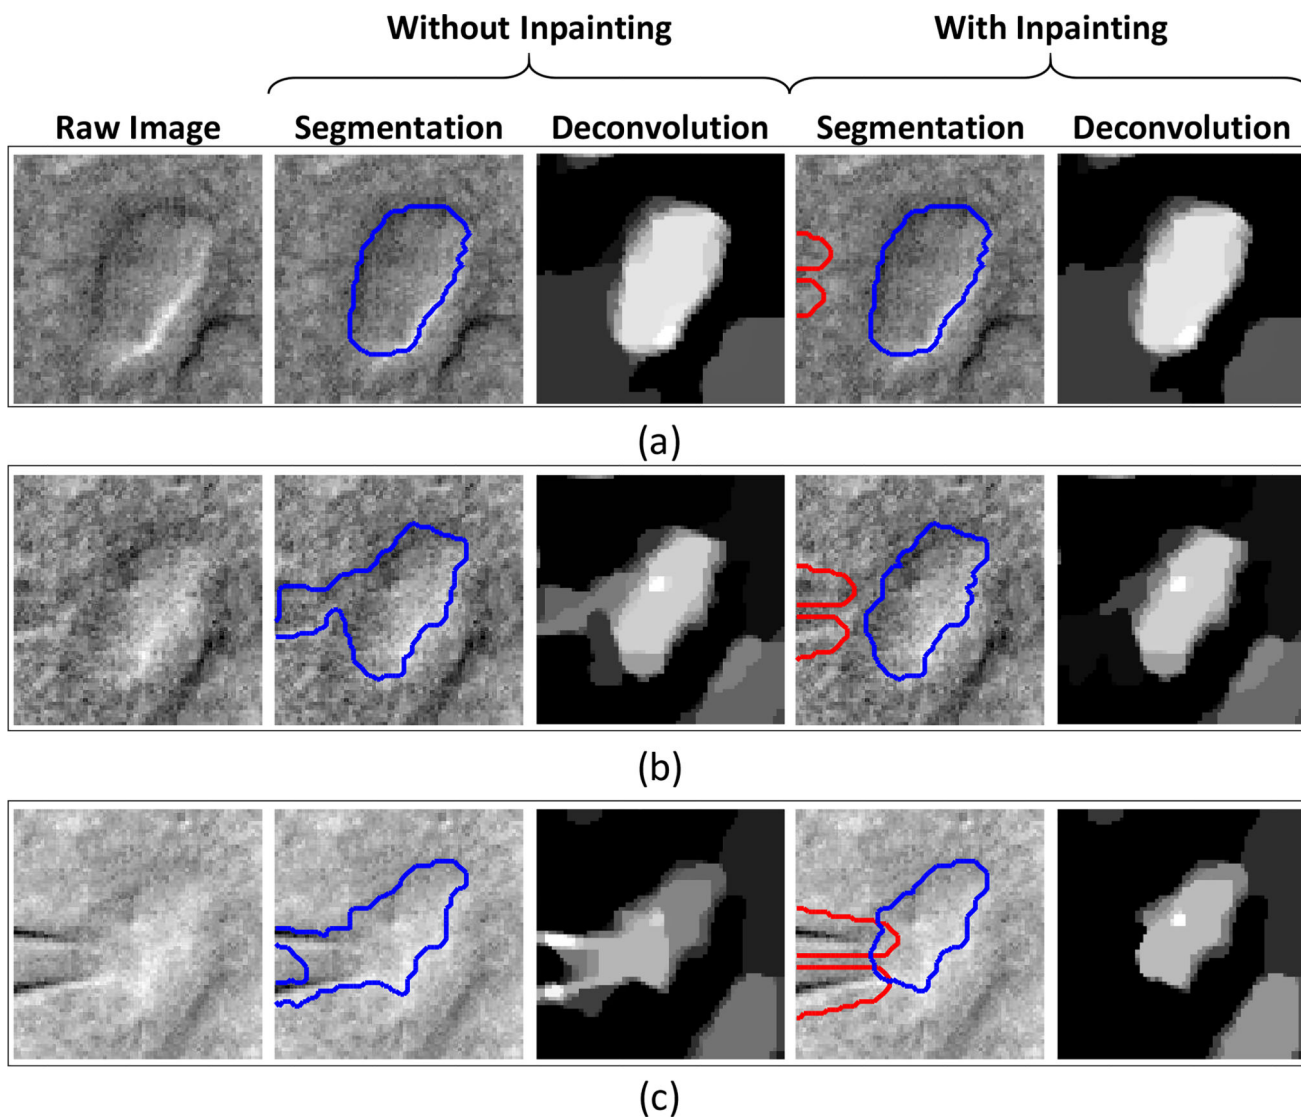 Without Inpainting With Inpainting
Raw Image Segmentation Deconvolution Segmentation Deconvolution
(a)
(b)
(c)